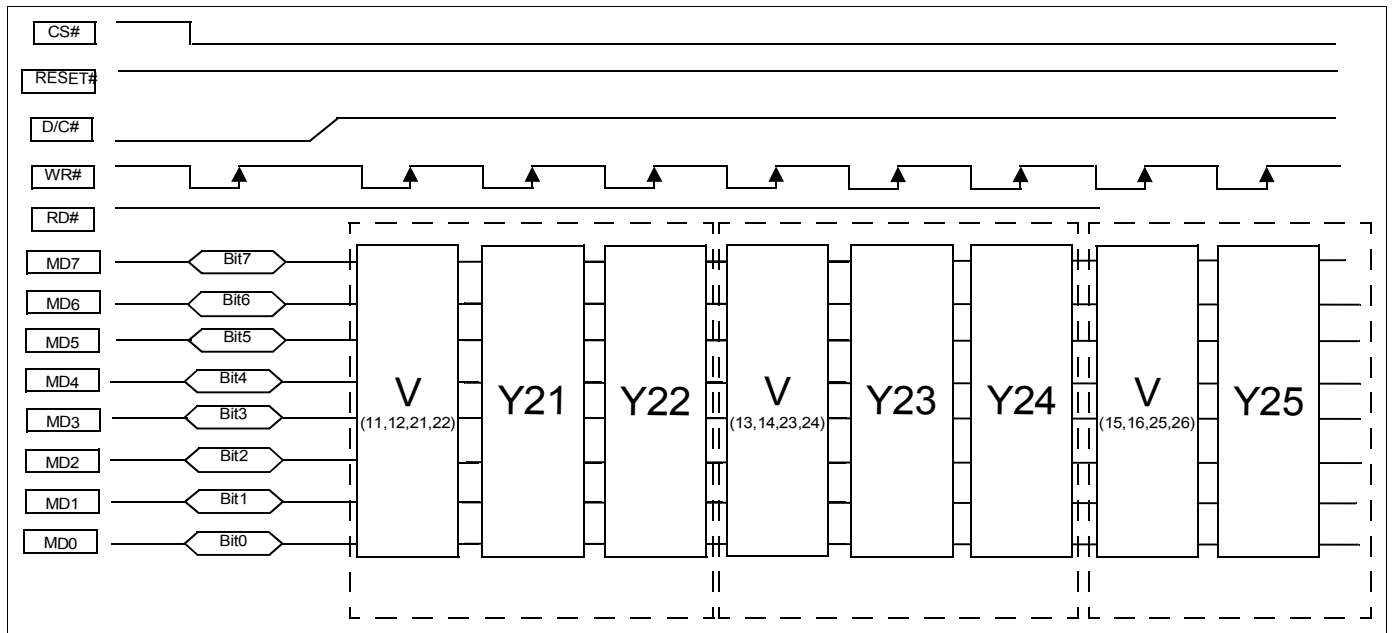 CS#
RESET#
D/C#
WR#
RD#
MD7 Bit7
MD6 Bit6
MD5 Bit5
MD4 Bit4
MD3 Bit3
MD2 Bit2
MD1 Bit1
MD0 Bit0
V
(11,12,21,22)
Y21
Y22
V
(13,14,23,24)
Y23
Y24
V
(15,16,25,26)
Y25